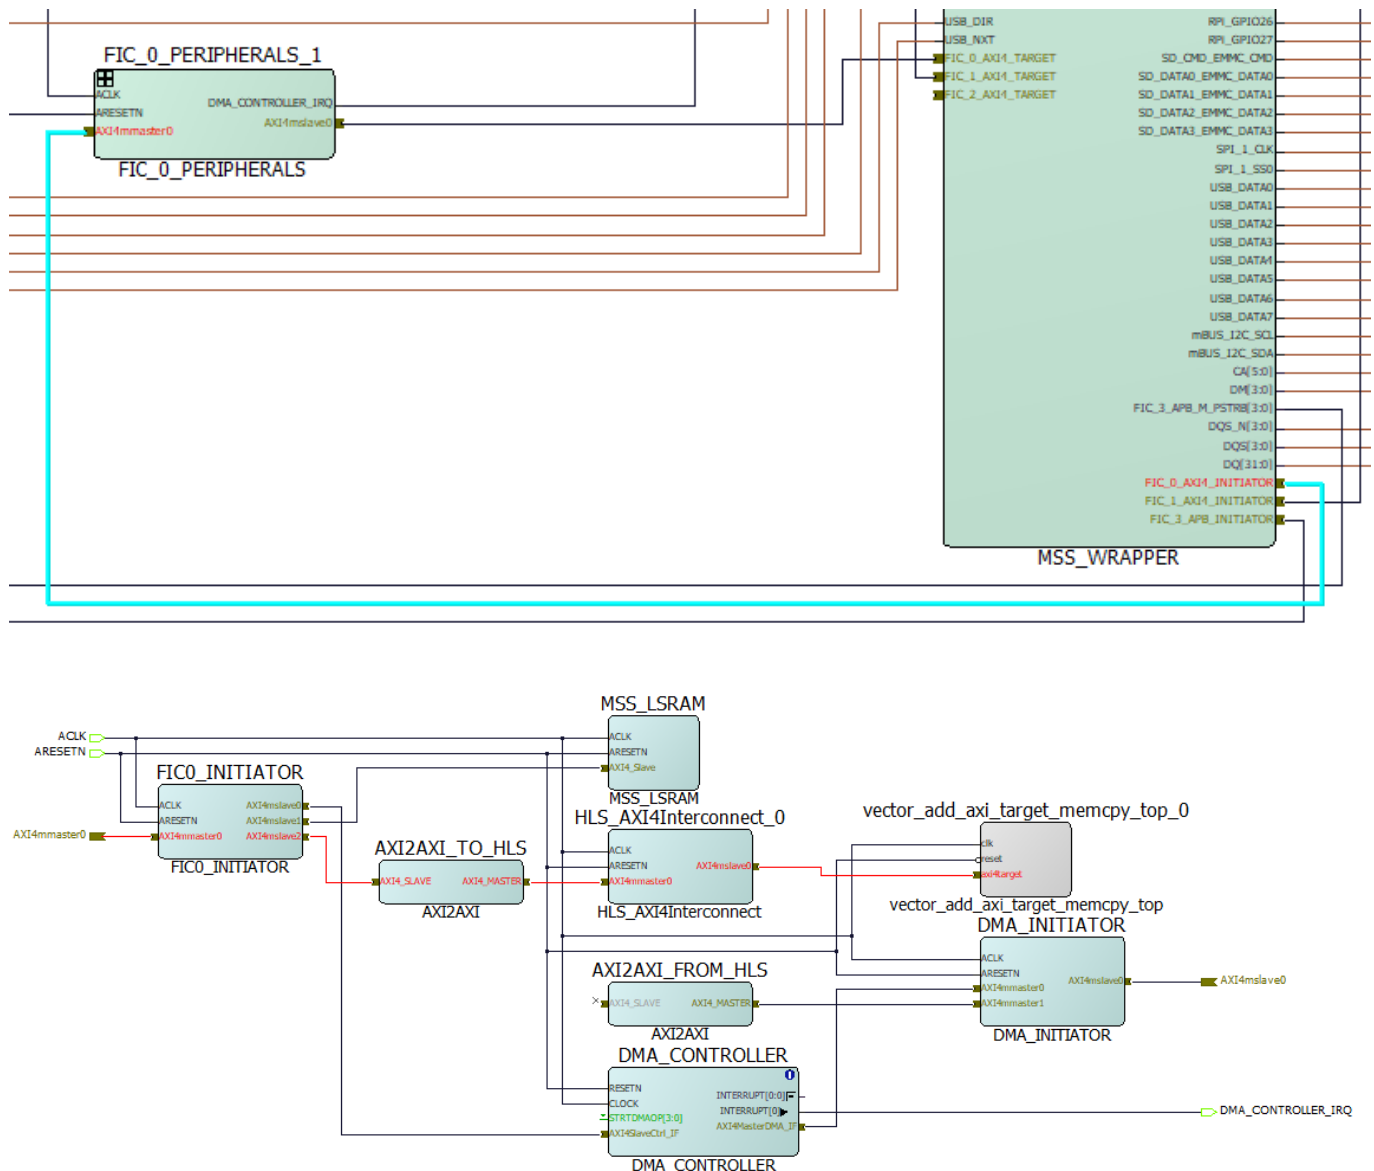 FIC_0_PERIPHERALS_1
ACLK
ARESETN
AXI4mmaster0
DMA_CONTROLLER_IRQ
AXI4mslave0
FIC_0_PERIPHERALS
USB_DIR
USB_NXT
FIC_0_AXI4_TARGET
FIC_1_AXI4_TARGET
FIC_2_AXI4_TARGET
RPI_GPIO26
RPI_GPIO27
SD_CMD_EMMC_CMD
SD_DATA0_EMMC_DATA0
SD_DATA1_EMMC_DATA1
SD_DATA2_EMMC_DATA2
SD_DATA3_EMMC_DATA3
SPI_1_CLK
SPI_1_SS0
USB_DATA0
USB_DATA1
USB_DATA2
USB_DATA3
USB_DATA4
USB_DATA5
USB_DATA6
USB_DATA7
mBUS_I2C_SCL
mBUS_I2C_SDA
CA[5:0]
DM[3:0]
FIC_3_APB_M_PSTRB[3:0]
DQS_N[3:0]
DQS[3:0]
DQ[31:0]
FIC_0_AXI4_INITIATOR
FIC_1_AXI4_INITIATOR
FIC_3_APB_INITIATOR
MSS_WRAPPER
ACLK
ARESETN
AXI4mmaster0
FIC0_INITIATOR
ACLK
ARESETN
AXI4mmaster0
AXI4mslave0
AXI4mslave1
AXI4mslave2
FIC0_INITIATOR
MSS_LSRAM
ACLK
ARESETN
AXI4_Slave
MSS_LSRAM
AXI2AXI_TO_HLS
AXI4_SLAVE
AXI4_MASTER
AXI2AXI
HLS_AXI4Interconnect_0
ACLK
ARESETN
AXI4mmaster0
AXI4mslave0
HLS_AXI4Interconnect
vector_add_axi_target_memcpy_top_0
clk
reset
axi4target
vector_add_axi_target_memcpy_top
AXI2AXI_FROM_HLS
AXI4_SLAVE
AXI4_MASTER
AXI2AXI
DMA_INITIATOR
ACLK
ARESETN
AXI4mmaster0
AXI4mmaster1
AXI4mslave0
DMA_INITIATOR
AXI4mslave0
DMA_CONTROLLER
RESETN
CLOCK
STRTDMAOP[3:0]
AXI4SlaveCtrl_IF
INTERRUPT[0:0]
INTERRUPT[0]
AXI4MasterDMA_IF
DMA_CONTROLLER
DMA_CONTROLLER_IRQ